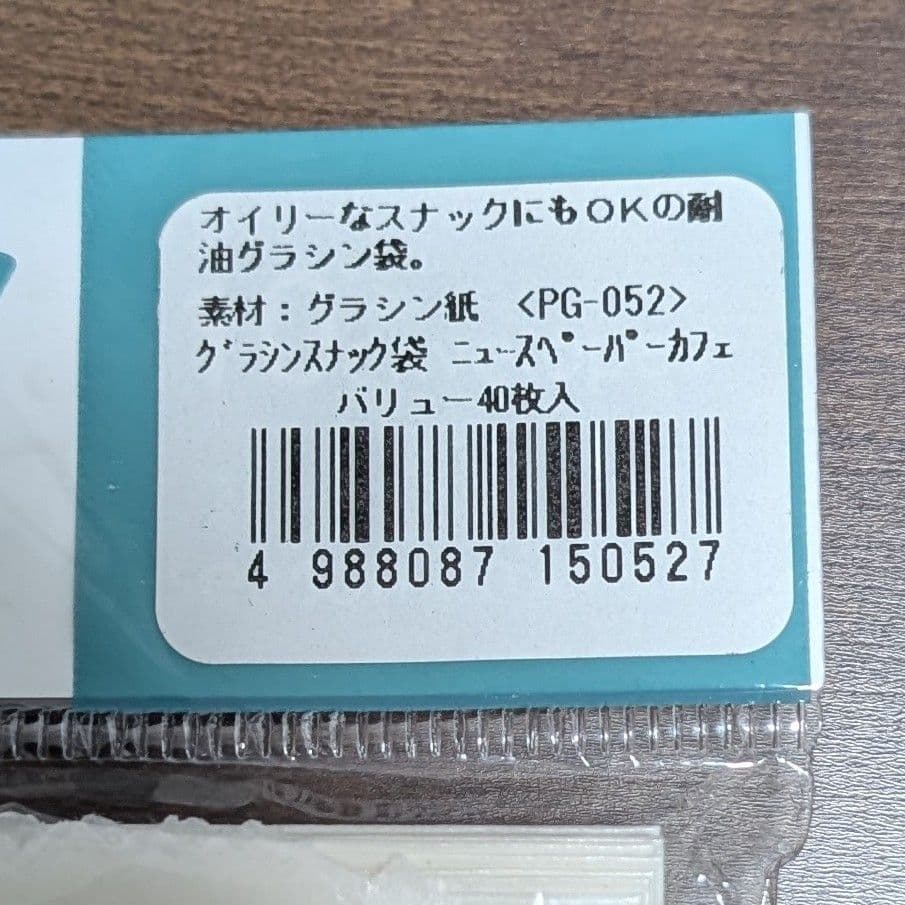 オイリーなスナックにもOKの耐
油グラシン袋。
素材：グラシン紙　<PG-052>
ｸﾞﾗｼﾝｽﾅｯｸ袋 ﾆｭｰｽﾍﾟｰﾊﾟｰｶﾌｪ
バリュー40枚入
4 988087 150527